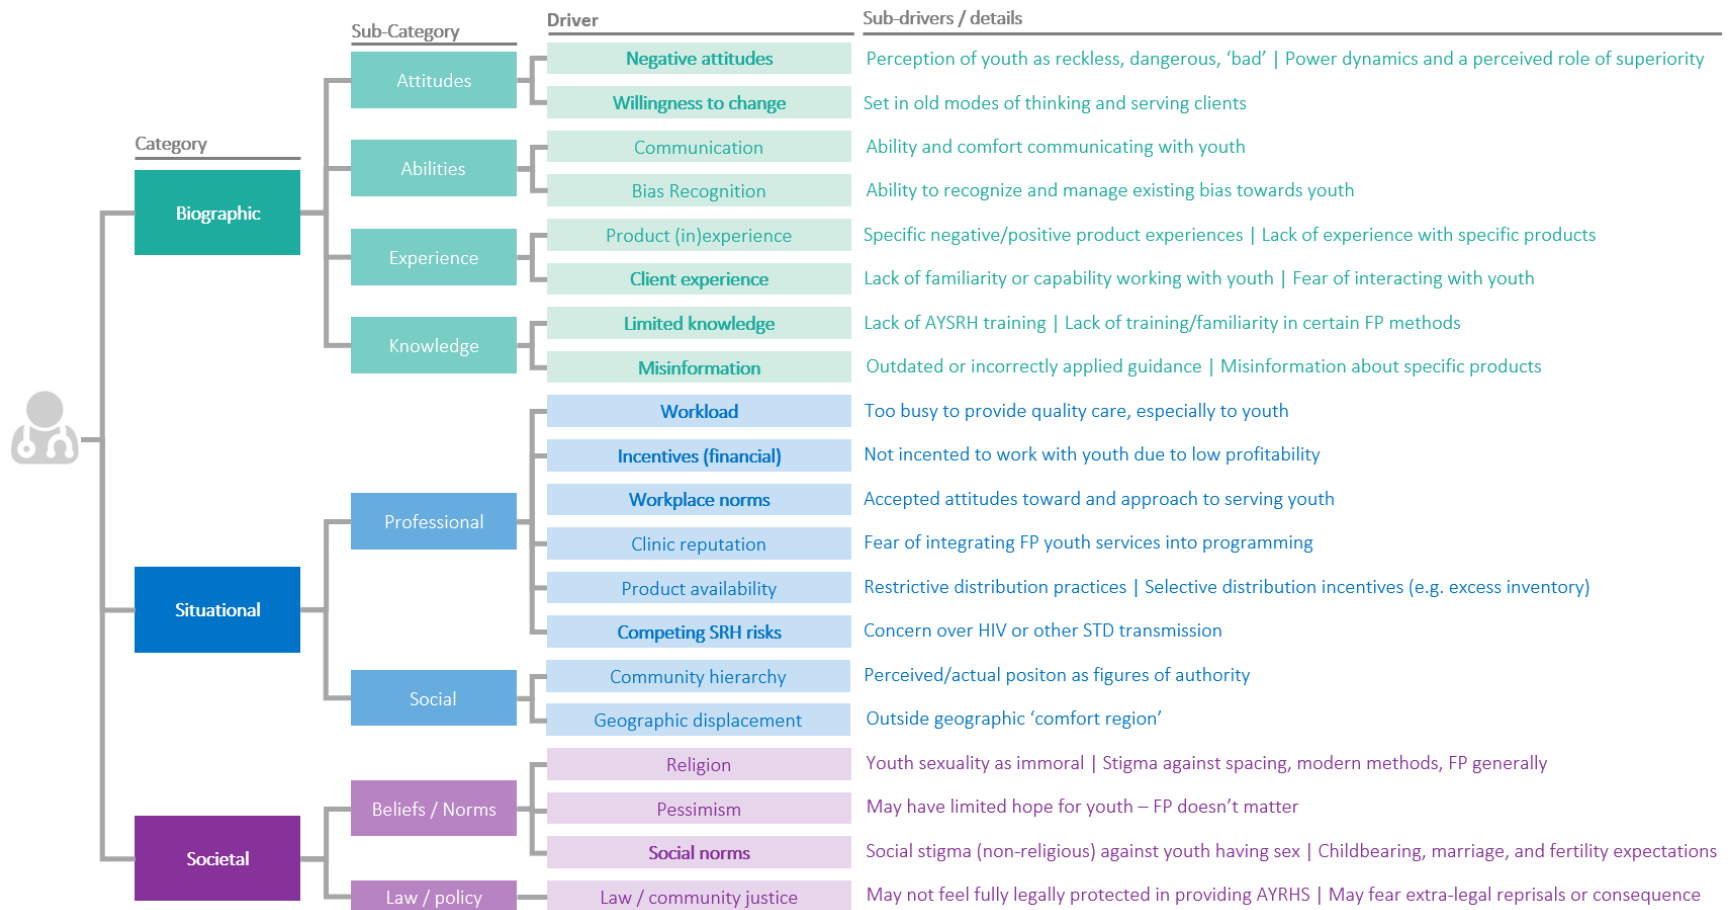 Category
Sub-Category
Driver
Sub-drivers / details
Biographic
Attitudes
Negative attitudes
Perception of youth as reckless, dangerous, ‘bad’ | Power dynamics and a perceived role of superiority
Willingness to change
Set in old modes of thinking and serving clients
Abilities
Communication
Ability and comfort communicating with youth
Bias Recognition
Ability to recognize and manage existing bias towards youth
Experience
Product (in)experience
Specific negative/positive product experiences | Lack of experience with specific products
Client experience
Lack of familiarity or capability working with youth | Fear of interacting with youth
Knowledge
Limited knowledge
Lack of AYSRH training | Lack of training/familiarity in certain FP methods
Misinformation
Outdated or incorrectly applied guidance | Misinformation about specific products
Situational
Professional
Workload
Too busy to provide quality care, especially to youth
Incentives (financial)
Not incented to work with youth due to low profitability
Workplace norms
Accepted attitudes toward and approach to serving youth
Clinic reputation
Fear of integrating FP youth services into programming
Product availability
Restrictive distribution practices | Selective distribution incentives (e.g. excess inventory)
Competing SRH risks
Concern over HIV or other STD transmission
Social
Community hierarchy
Perceived/actual positon as figures of authority
Geographic displacement
Outside geographic ‘comfort region’
Societal
Beliefs / Norms
Religion
Youth sexuality as immoral | Stigma against spacing, modern methods, FP generally
Pessimism
May have limited hope for youth – FP doesn’t matter
Social norms
Social stigma (non-religious) against youth having sex | Childbearing, marriage, and fertility expectations
Law / policy
Law / community justice
May not feel fully legally protected in providing AYRHS | May fear extra-legal reprisals or consequence